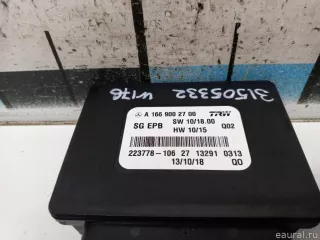 31505332
W176
A 166 900 27 00 TRW
SG EPB SW 10/18.00 Q02
HW 10/15
223778-106 27 13291 0313
13/10/18 QD
eaural.ru